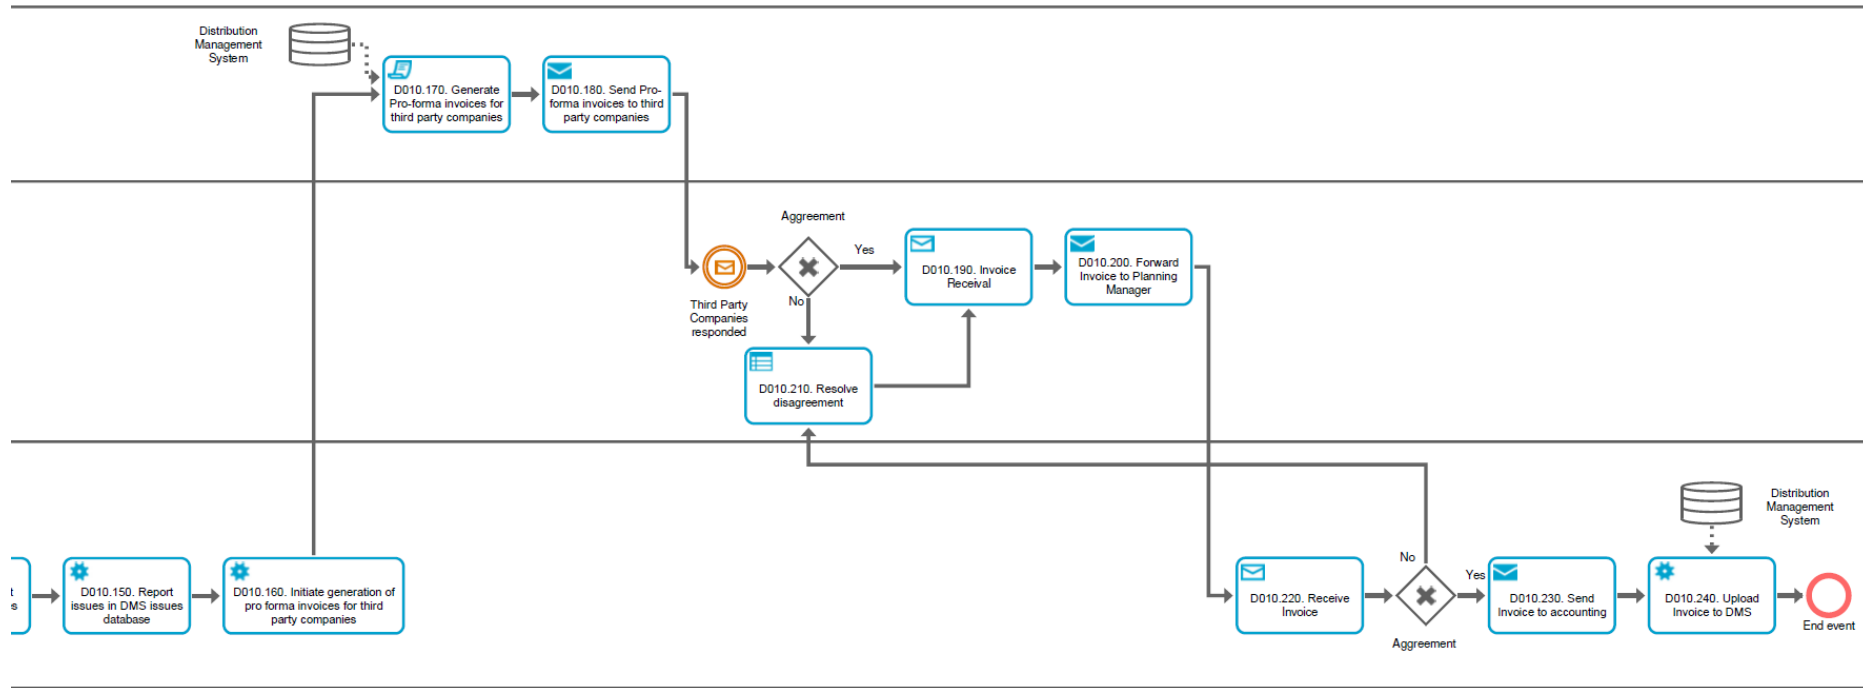 Distribution
Management
System
D010.170. Generate
Pro-forma invoices for
third party companies
D010.180. Send Pro-
forma invoices to third
party companies
Aggreement
Yes
No
Third Party
Companies
responded
D010.190. Invoice
Receival
D010.200. Forward
Invoice to Planning
Manager
D010.210. Resolve
disagreement
t
s
D010.150. Report
issues in DMS issues
database
D010.160. Initiate generation of
pro forma invoices for third
party companies
D010.220. Receive
Invoice
No
Yes
Aggreement
D010.230. Send
Invoice to accounting
Distribution
Management
System
D010.240. Upload
Invoice to DMS
End event